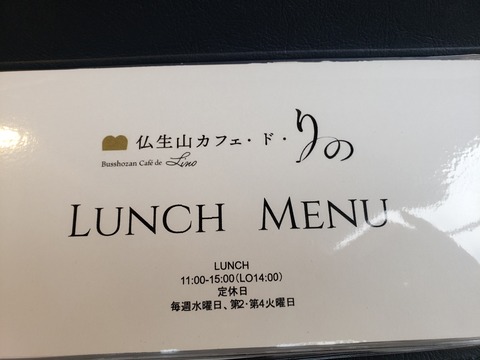 仏生山カフェ・ド・りの
Busshozan Café de Lino
LUNCH MENU
LUNCH
11:00-15:00(LO14:00)
定休日
毎週水曜日、第2・第4火曜日